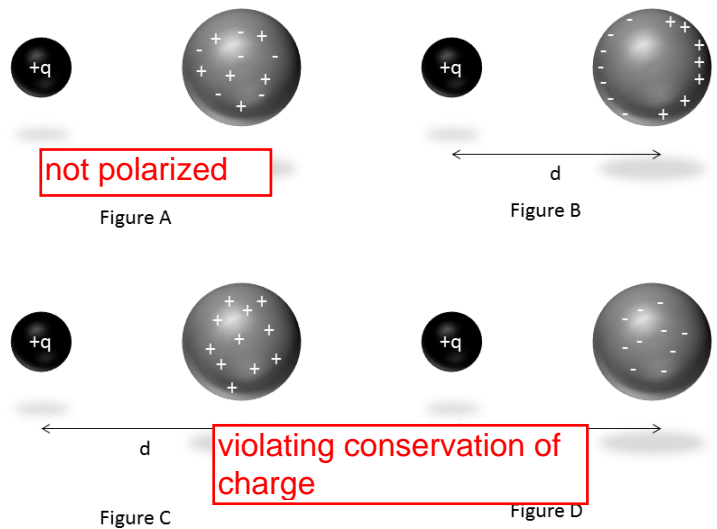 +q - + - + - + - + - + - + - + +q - + + + + + + + - - - - - - -
not polarized
d
Figure A
Figure B
+q + + + + + + + + + + + +q - - - - - - - - -
d
violating conservation of
charge
Figure C
Figure D